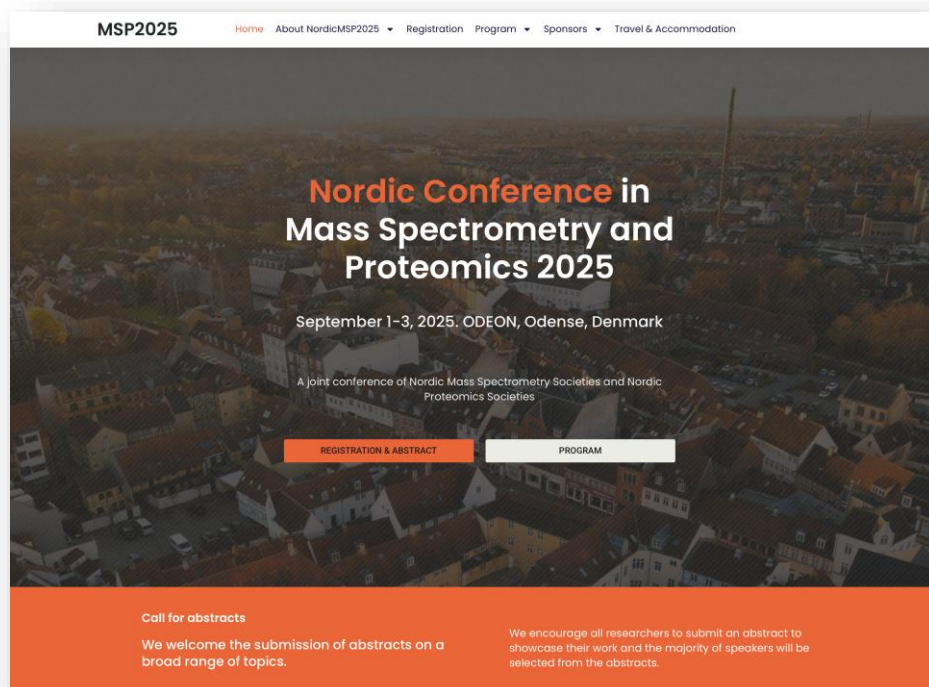 MSP2025
Home About NordicMSP2025 Registration Program Sponsors Travel & Accommodation
Nordic Conference in
Mass Spectrometry and
Proteomics 2025
September 1-3, 2025. ODEON, Odense, Denmark
A joint conference of Nordic Mass Spectrometry Societies and Nordic
Proteomics Societies
REGISTRATION & ABSTRACT PROGRAM
Call for abstracts
We welcome the submission of abstracts on a
broad range of topics.
We encourage all researchers to submit an abstract to
showcase their work and the majority of speakers will be
selected from the abstracts.